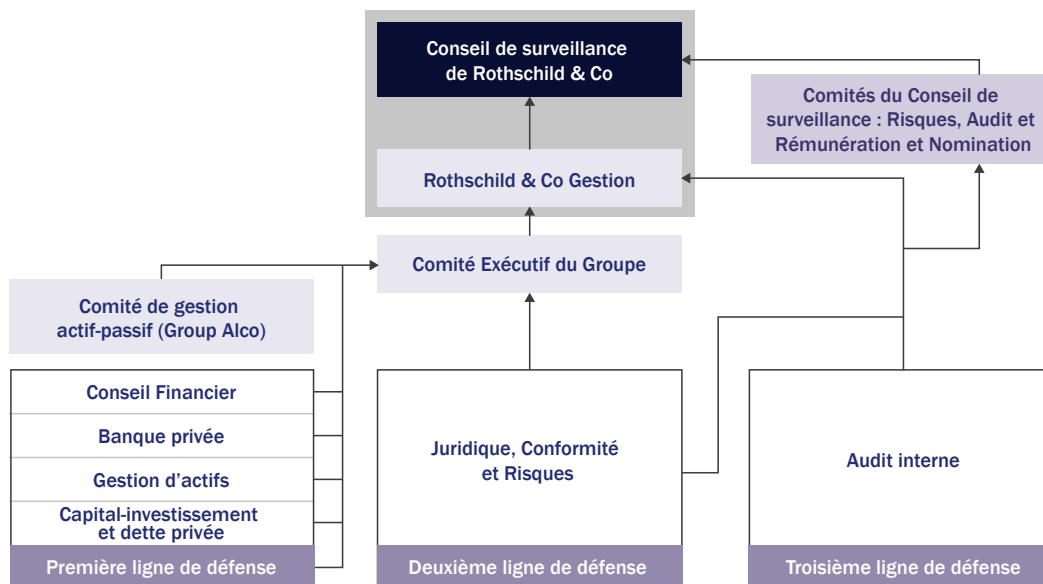 Conseil de surveillance
de Rothschild & Co
Comités du Conseil de
surveillance : Risques, Audit et
Rémunération et Nomination
Rothschild & Co Gestion
Comité Exécutif du Groupe
Comité de gestion
actif-passif (Group Alco)
Conseil Financier
Banque privée
Gestion d'actifs
Capital-investissement
et dette privée
Première ligne de défense
Juridique, Conformité
et Risques
Deuxième ligne de défense
Audit interne
Troisième ligne de défense